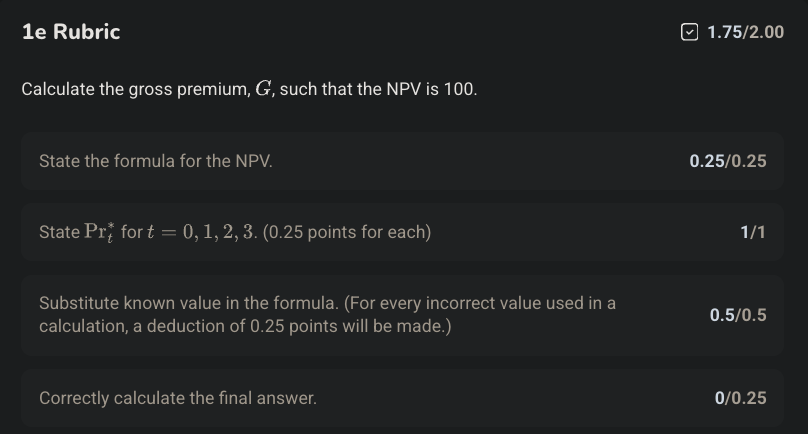 1e Rubric 1.75/2.00
Calculate the gross premium, G, such that the NPV is 100.
State the formula for the NPV. 0.25/0.25
State Pr*t for t = 0, 1, 2, 3. (0.25 points for each) 1/1
Substitute known value in the formula. (For every incorrect value used in a
calculation, a deduction of 0.25 points will be made.) 0.5/0.5
Correctly calculate the final answer. 0/0.25